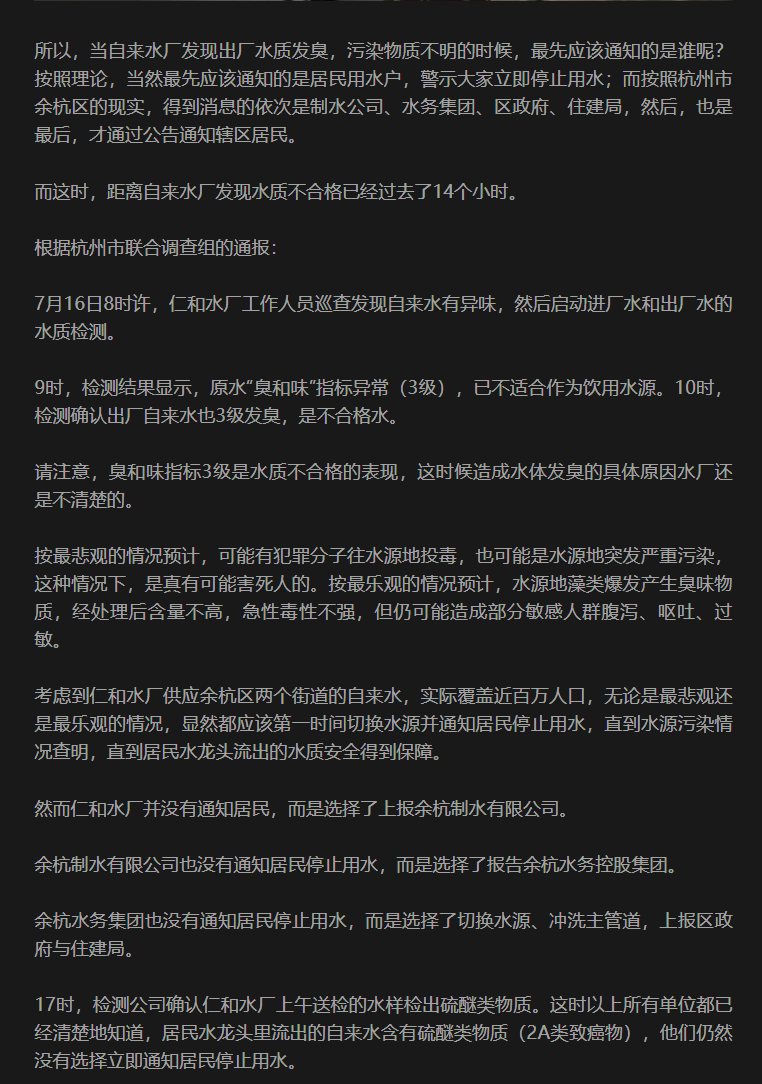 所以，当自来水厂发现出厂水质发臭，污染物质不明的时候，最先应该通知的是谁呢？
按照理论，当然最先应该通知的是居民用水户，警示大家立即停止用水；而按照杭州市
余杭区的现实，得到消息的依次是制水公司、水务集团、区政府、住建局，然后，也是
最后，才通过公告通知辖区居民。
而这时，距离自来水厂发现水质不合格已经过去了14个小时。
根据杭州市联合调查组的通报：
7月16日8时许，仁和水厂工作人员巡查发现自来水有异味，然后启动进厂水和出厂水的
水质检测。
9时，检测结果显示，原水“臭和味”指标异常（3级），已不适合作为饮用水源。10时，
检测确认出厂自来水也3级发臭，是不合格水。
请注意，臭和味指标3级是水质不合格的表现，这时候造成水体发臭的具体原因水厂还
是不清楚的。
按最悲观的情况预计，可能有犯罪分子往水源地投毒，也可能是水源地突发严重污染，
这种情况下，是真有可能害死人的。按最乐观的情况预计，水源地藻类爆发产生臭味物
质，经处理后含量不高，急性毒性不强，但仍可能造成部分敏感人群腹泻、呕吐、过
敏。
考虑到仁和水厂供应余杭区两个街道的自来水，实际覆盖近百万人口，无论是最悲观还
是最乐观的情况，显然都应该第一时间切换水源并通知居民停止用水，直到水源污染情
况查明，直到居民水龙头流出的水质安全得到保障。
然而仁和水厂并没有通知居民，而是选择了上报余杭制水有限公司。
余杭制水有限公司也没有通知居民停止用水，而是选择了报告余杭水务控股集团。
余杭水务集团也没有通知居民停止用水，而是选择了切换水源、冲洗主管道，上报区政
府与住建局。
17时，检测公司确认仁和水厂上午送检的水样检出硫醚类物质。这时以上所有单位都已
经清楚地知道，居民水龙头里流出的自来水含有硫醚类物质（2A类致癌物），他们仍然
没有选择立即通知居民停止用水。